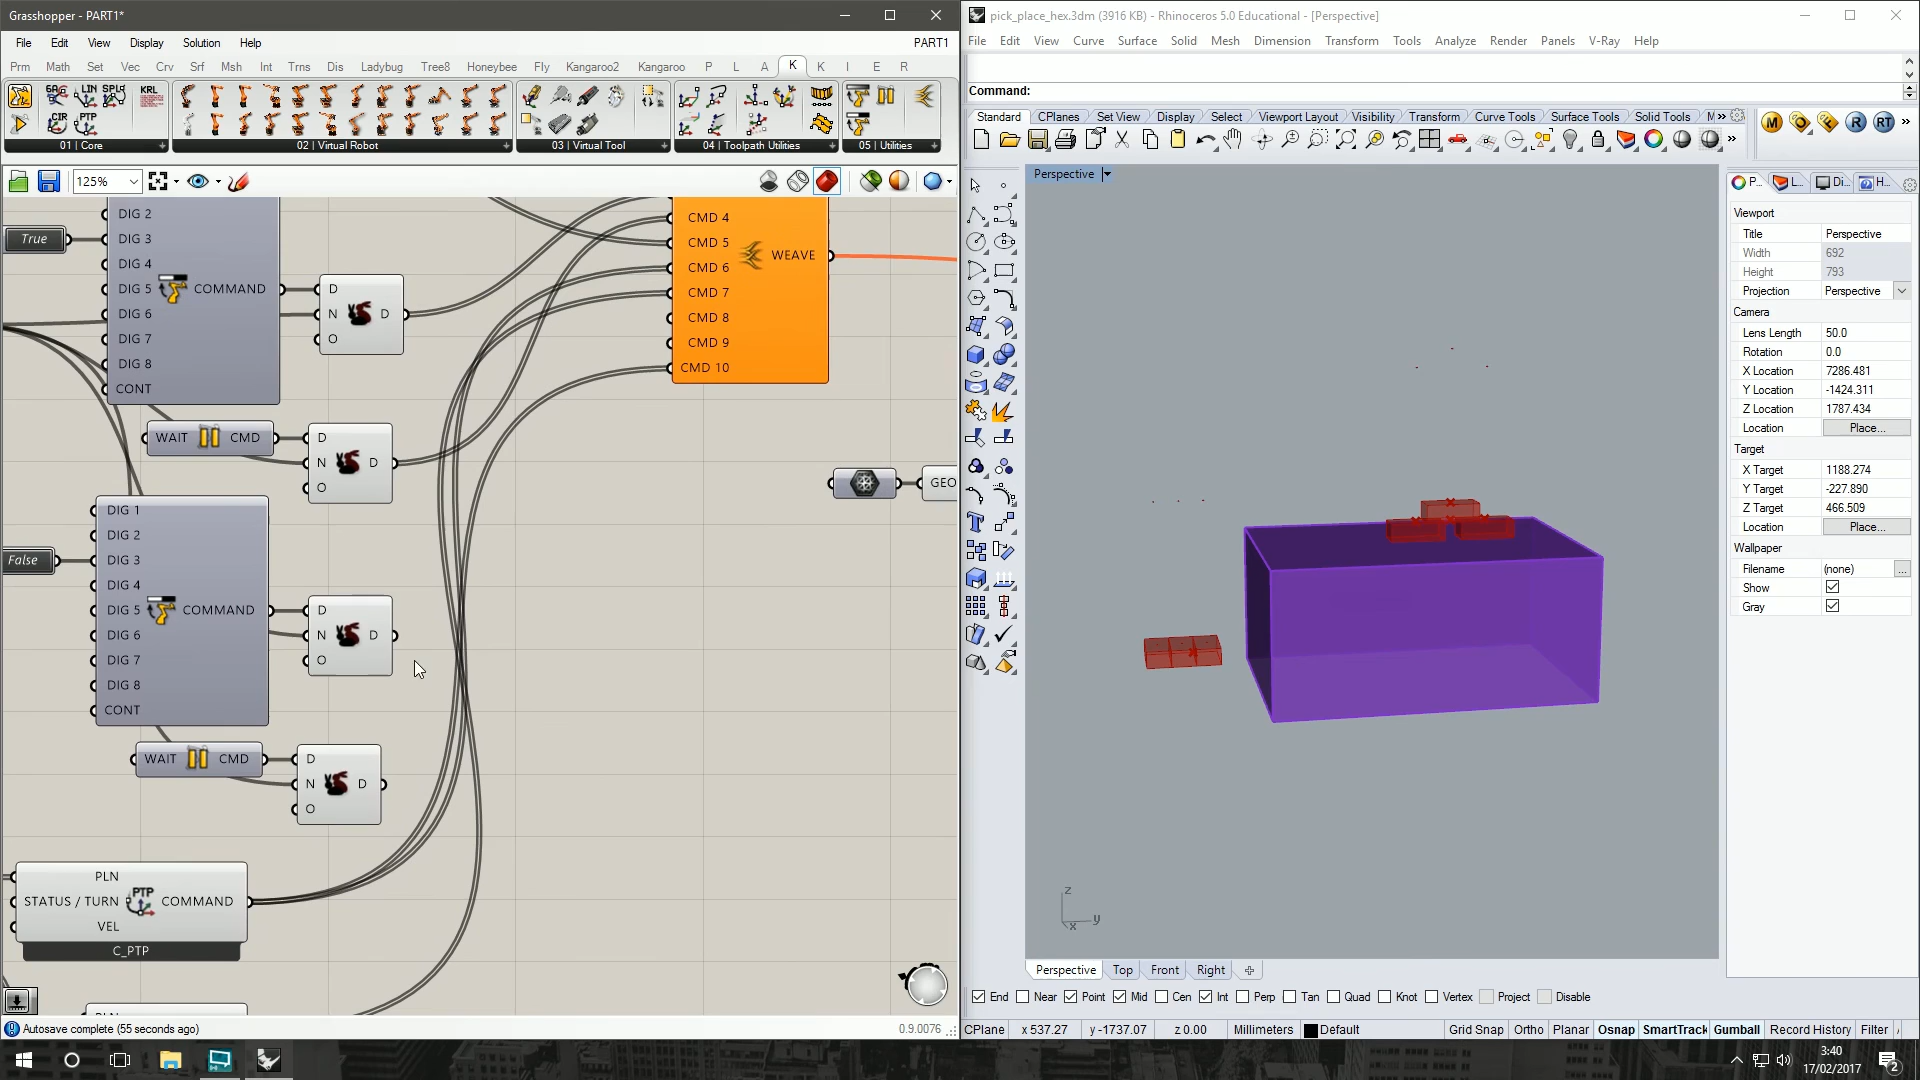 Grasshopper - PART1*
File Edit View Display Solution Help PART1
Prm Math Set Vec Crv Srf Msh Int Trns Dis Ladybug Tree8 Honeybee Fly Kangaroo2 Kangaroo P L A K K I E R
LIN SPLR KRL
CIR PTP
01 | Core 02 | Virtual Robot 03 | Virtual Tool 04 | Toolpath Utilities 05 | Utilities
125%
True
DIG 2
DIG 3
DIG 4
DIG 5
DIG 6
DIG 7
DIG 8
CONT
COMMAND
D
N D
O
CMD 4
CMD 5
CMD 6
CMD 7
CMD 8
CMD 9
CMD 10
WEAVE
WAIT CMD
D
N D
O
GEO
False
DIG 1
DIG 2
DIG 3
DIG 4
DIG 5
DIG 6
DIG 7
DIG 8
CONT
COMMAND
D
N D
O
WAIT CMD
D
N D
O
PLN
STATUS / TURN PTP COMMAND
VEL
C_PTP
Autosave complete (55 seconds ago) 0.9.0076
pick_place_hex.3dm (3916 KB) - Rhinoceros 5.0 Educational - [Perspective]
File Edit View Curve Surface Solid Mesh Dimension Transform Tools Analyze Render Panels V-Ray Help
Command:
Standard CPlanes Set View Display Select Viewport Layout Visibility Transform Curve Tools Surface Tools Solid Tools
M O F R RT
Perspective
P... L... Di... H...
Viewport
Title Perspective
Width 692
Height 793
Projection Perspective
Camera
Lens Length 50.0
Rotation 0.0
X Location 7286.481
Y Location -1424.311
Z Location 1787.434
Location Place...
Target
X Target 1188.274
Y Target -227.890
Z Target 466.509
Location Place...
Wallpaper
Filename (none) ...
Show
Gray
z
y
x
Perspective Top Front Right
End Near Point Mid Cen Int Perp Tan Quad Knot Vertex Project Disable
CPlane x 537.27 y -1737.07 z 0.00 Millimeters Default Grid Snap Ortho Planar Osnap SmartTrack Gumball Record History Filter
3:40
17/02/2017
2